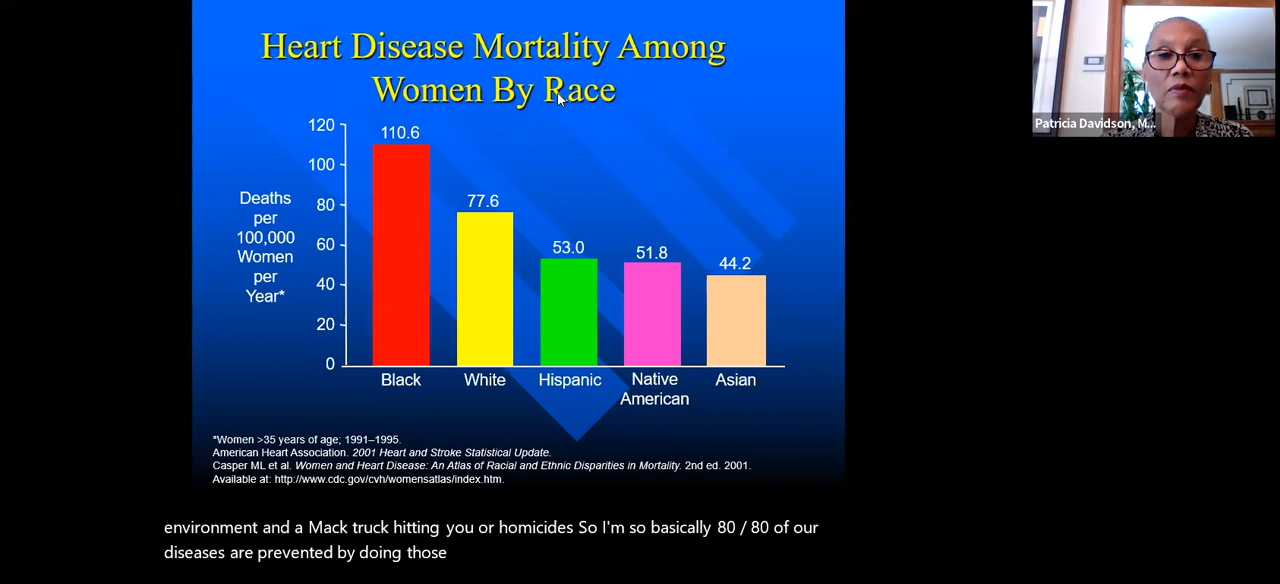 Heart Disease Mortality Among
Women By Race
Deaths
per
100,000
Women
per
Year*
120
100
80
60
40
20
0
110.6
77.6
53.0
51.8
44.2
Black
White
Hispanic
Native
American
Asian
*Women >35 years of age; 1991–1995.
American Heart Association. 2001 Heart and Stroke Statistical Update.
Casper ML et al. Women and Heart Disease: An Atlas of Racial and Ethnic Disparities in Mortality. 2nd ed. 2001.
Available at: http://www.cdc.gov/cvh/womensatlas/index.htm.
Patricia Davidson, M...
environment and a Mack truck hitting you or homicides So I'm so basically 80 / 80 of our
diseases are prevented by doing those